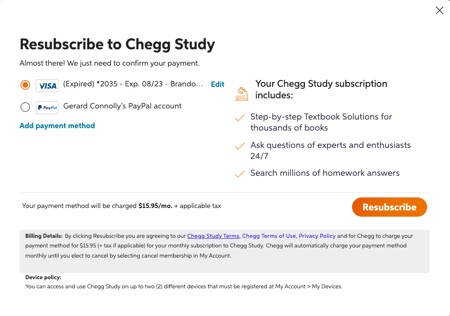 Resubscribe to Chegg Study
Almost there! We just need to confirm your payment.
VISA (Expired) *2035 - Exp. 08/23 - Brando... Edit
PayPal Gerard Connolly's PayPal account
Add payment method
Your Chegg Study subscription
includes:
Step-by-step Textbook Solutions for
thousands of books
Ask questions of experts and enthusiasts
24/7
Search millions of homework answers
Your payment method will be charged $15.95/mo. + applicable tax
Resubscribe
Billing Details: By clicking Resubscribe you are agreeing to our Chegg Study Terms, Chegg Terms of Use, Privacy Policy and for Chegg to charge your
payment method for $15.95 (+ tax if applicable) for your monthly subscription to Chegg Study. Chegg will automatically charge your payment
method monthly until you elect to cancel by selecting cancel membership in My Account.
Device policy:
You can access and use Chegg Study on up to two (2) different devices that must be registered at My Account > My Devices.